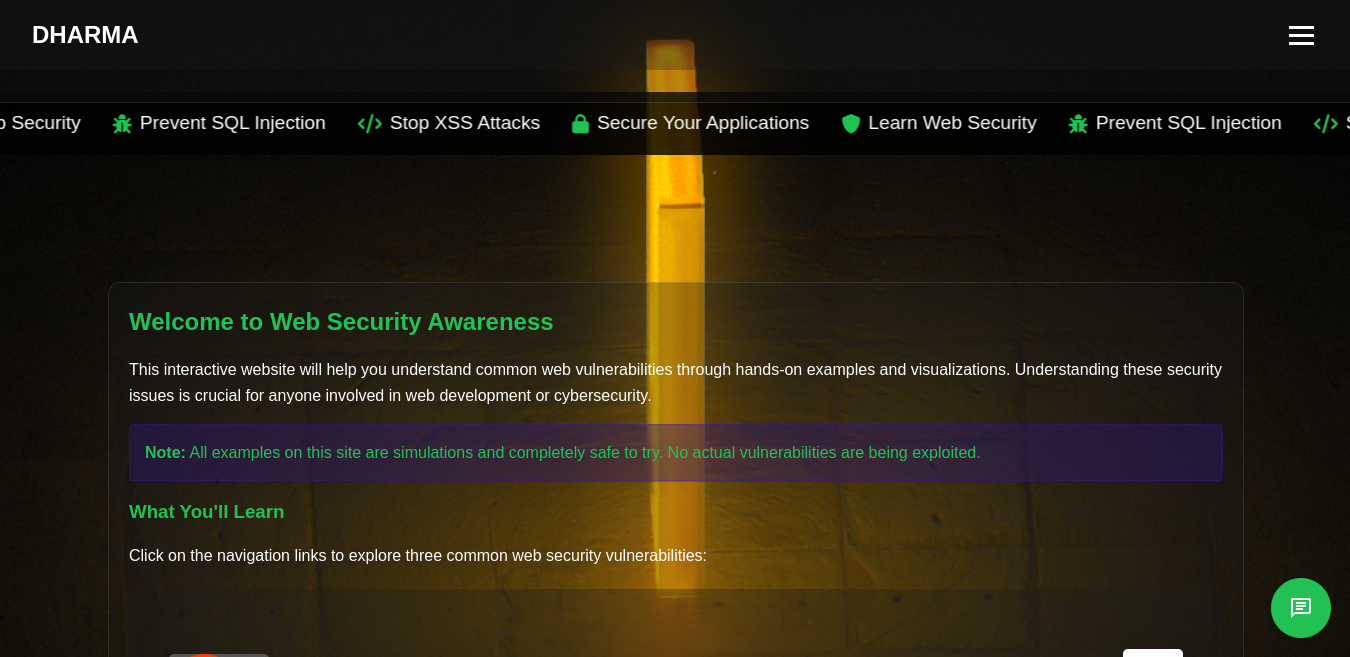 DHARMA
Security Prevent SQL Injection Stop XSS Attacks Secure Your Applications Learn Web Security Prevent SQL Injection
Welcome to Web Security Awareness
This interactive website will help you understand common web vulnerabilities through hands-on examples and visualizations. Understanding these security
issues is crucial for anyone involved in web development or cybersecurity.
Note: All examples on this site are simulations and completely safe to try. No actual vulnerabilities are being exploited.
What You'll Learn
Click on the navigation links to explore three common web security vulnerabilities: